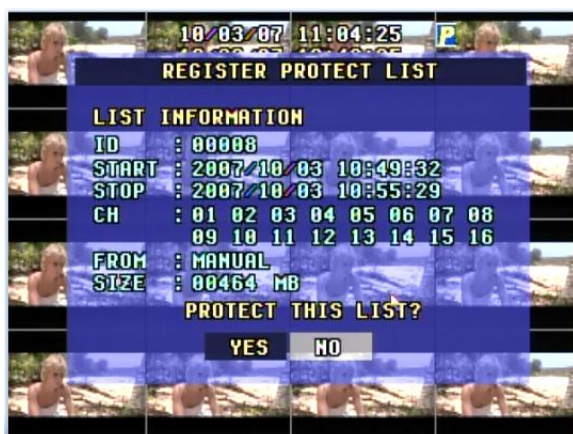 10/03/07 11:04:25 P
REGISTER PROTECT LIST
LIST INFORMATION
ID : 00008
START : 2007/10/03 10:49:32
STOP : 2007/10/03 10:55:29
CH : 01 02 03 04 05 06 07 08
09 10 11 12 13 14 15 16
FROM : MANUAL
SIZE : 00464 MB
PROTECT THIS LIST?
YES NO